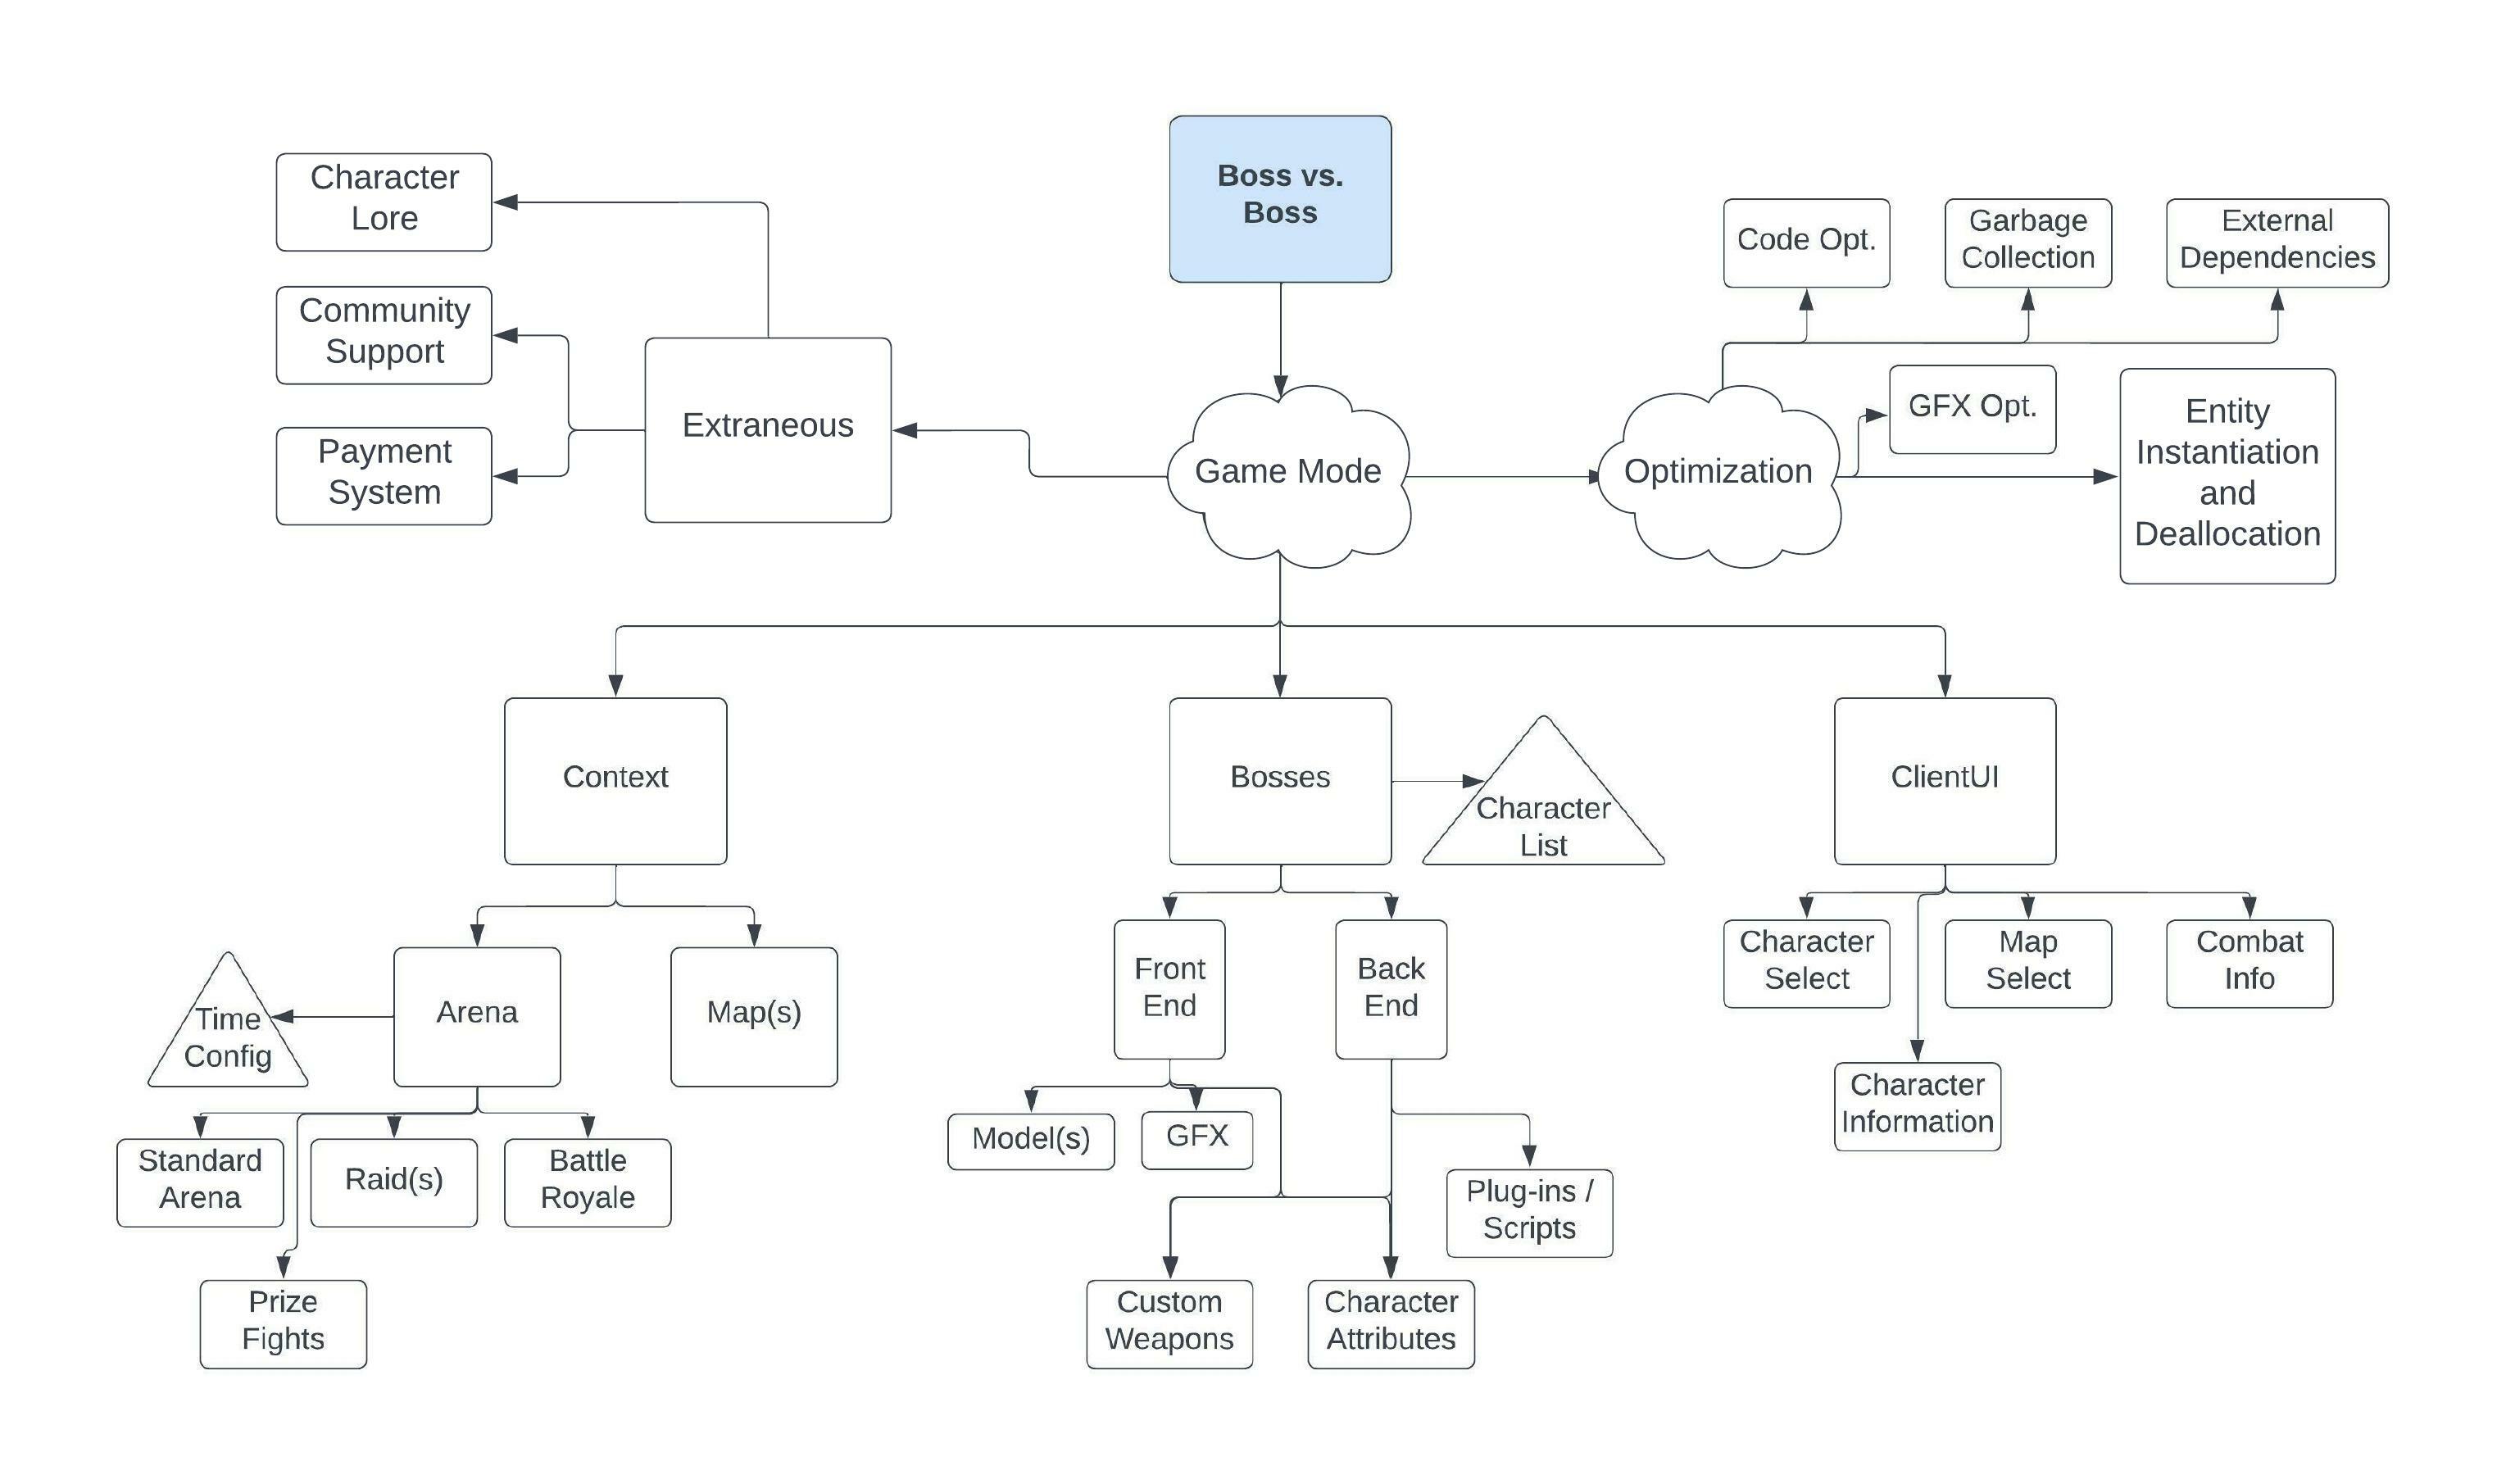 Boss vs.
Boss
Character
Lore
Community
Support
Payment
System
Extraneous
Game Mode
Optimization
Code Opt.
Garbage
Collection
External
Dependencies
GFX Opt.
Entity
Instantiation
and
Deallocation
Context
Bosses
Character
List
ClientUI
Time
Config
Arena
Map(s)
Front
End
Back
End
Character
Select
Map
Select
Combat
Info
Character
Information
Standard
Arena
Raid(s)
Battle
Royale
Prize
Fights
Model(s)
GFX
Plug-ins /
Scripts
Custom
Weapons
Character
Attributes